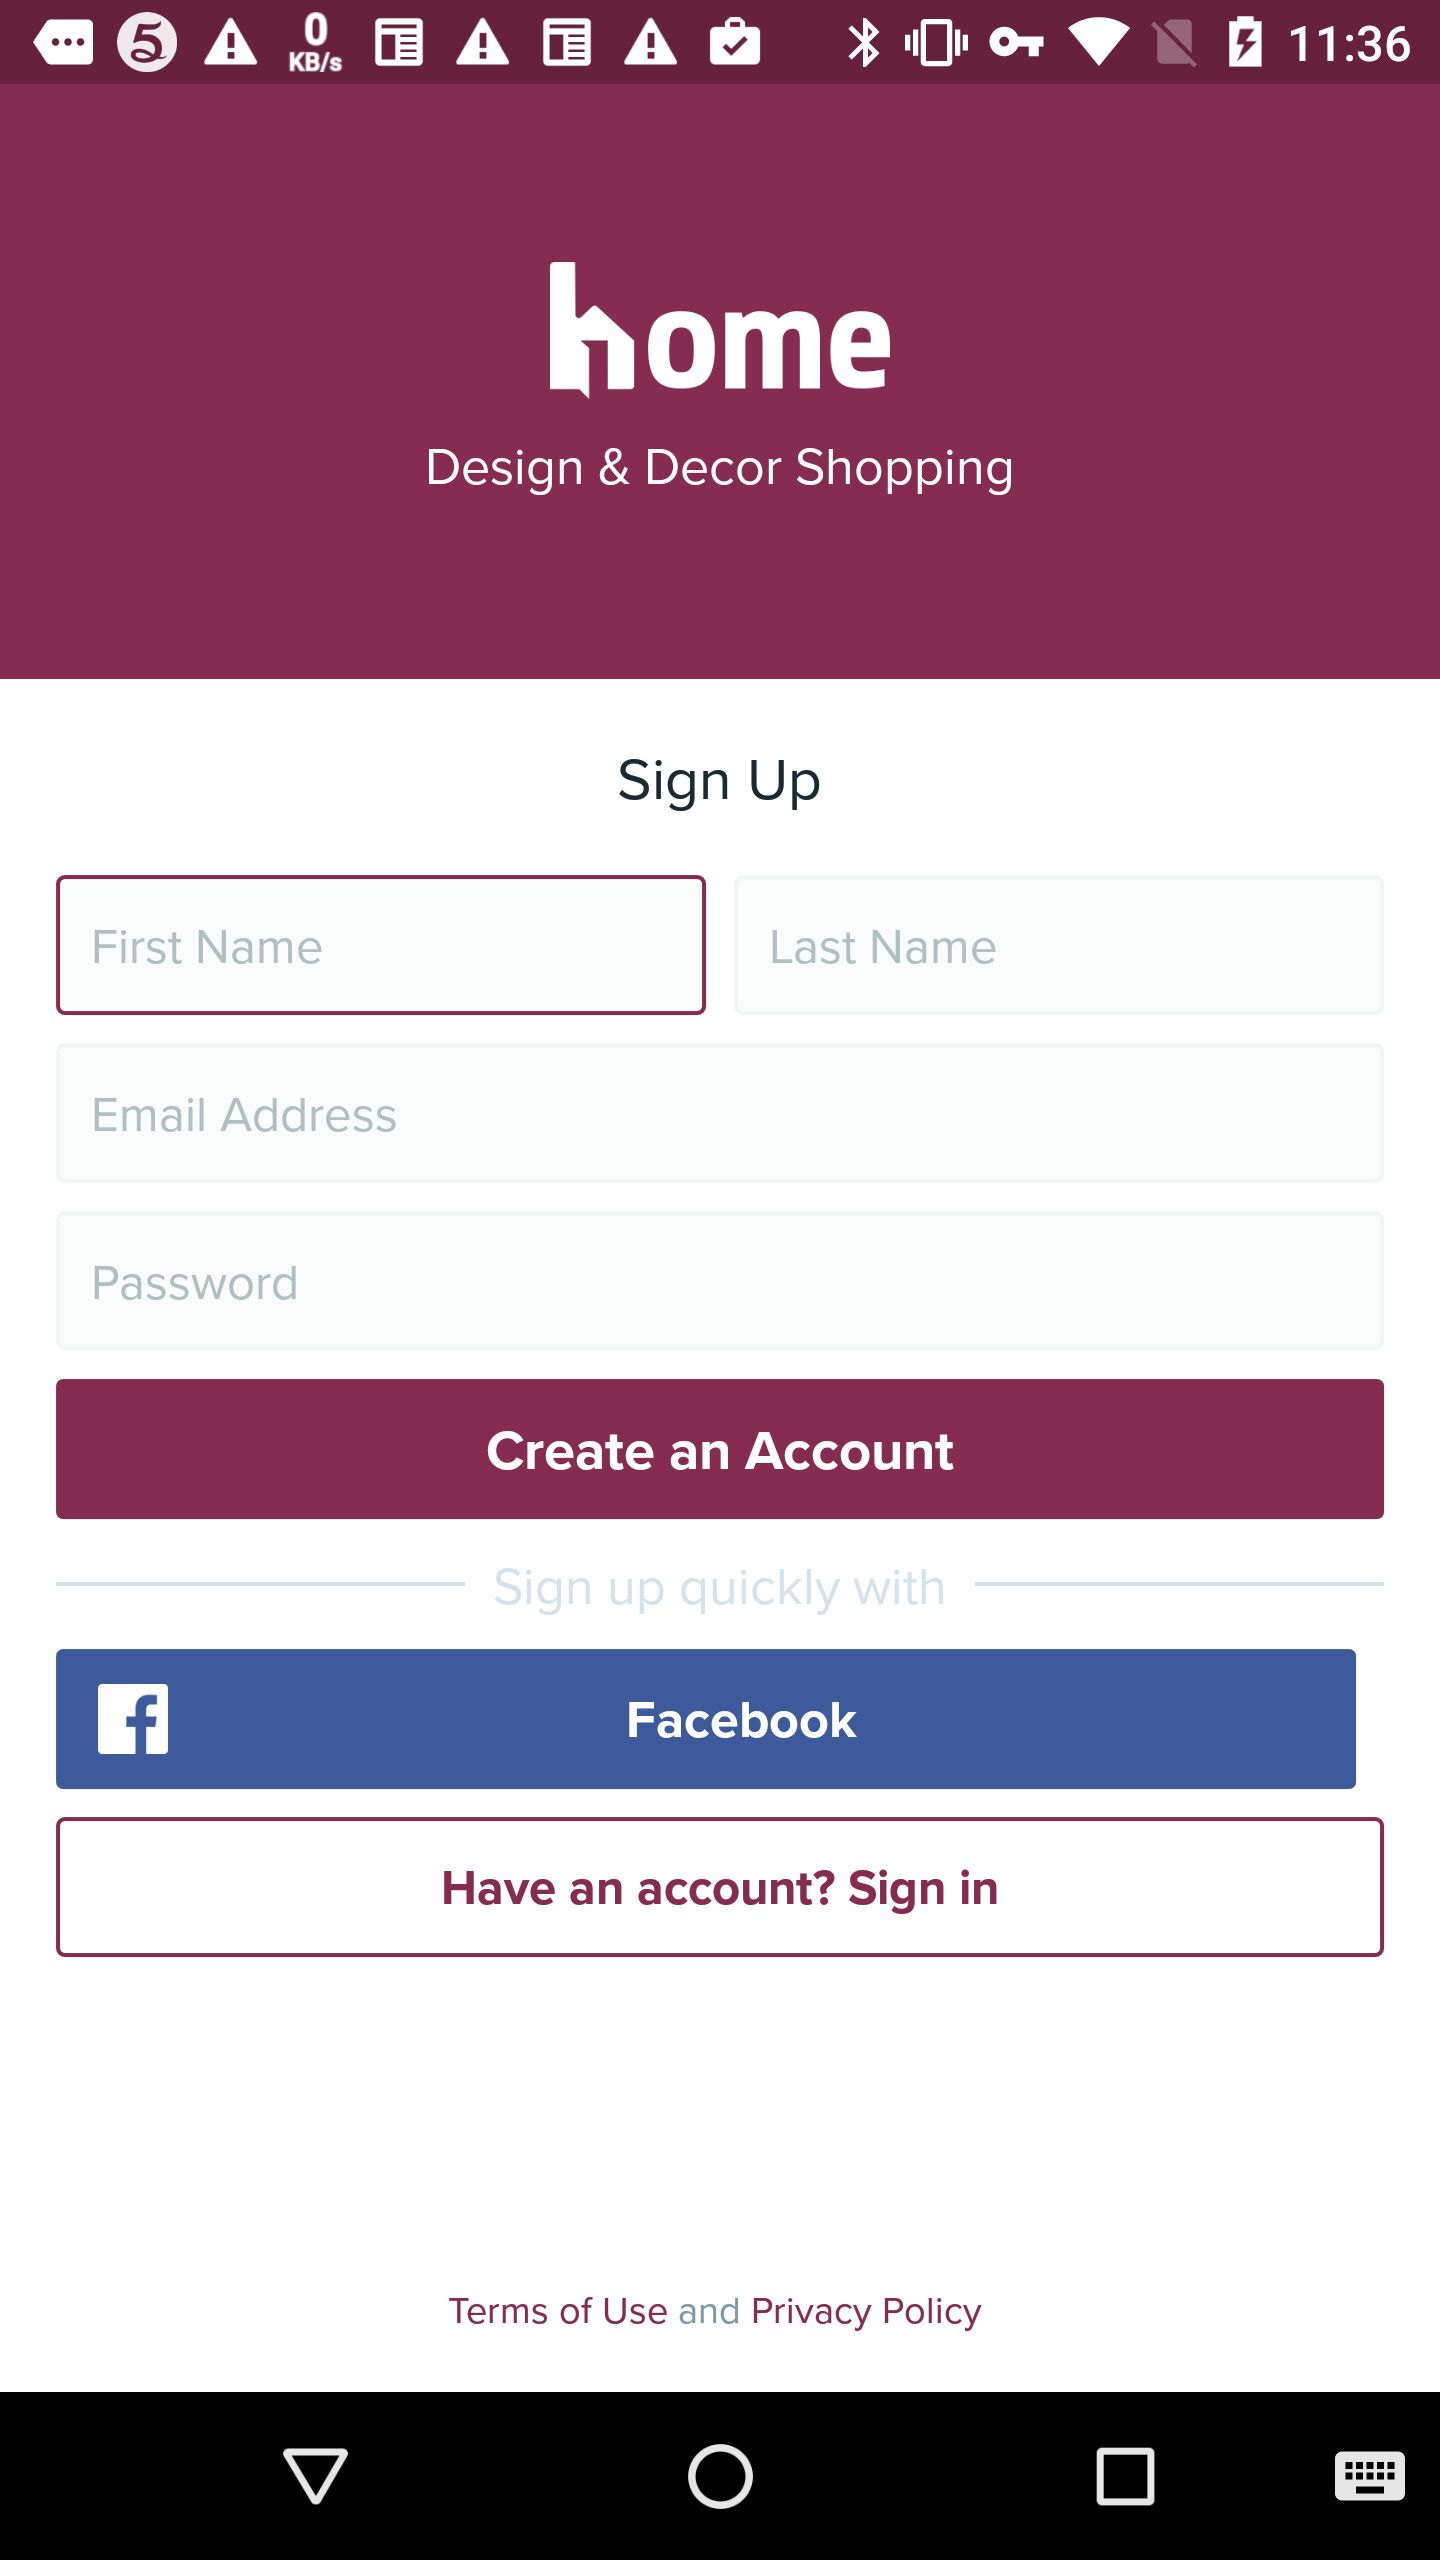 0
KB/s
11:36
home
Design & Decor Shopping
Sign Up
First Name
Last Name
Email Address
Password
Create an Account
Sign up quickly with
Facebook
Have an account? Sign in
Terms of Use and Privacy Policy